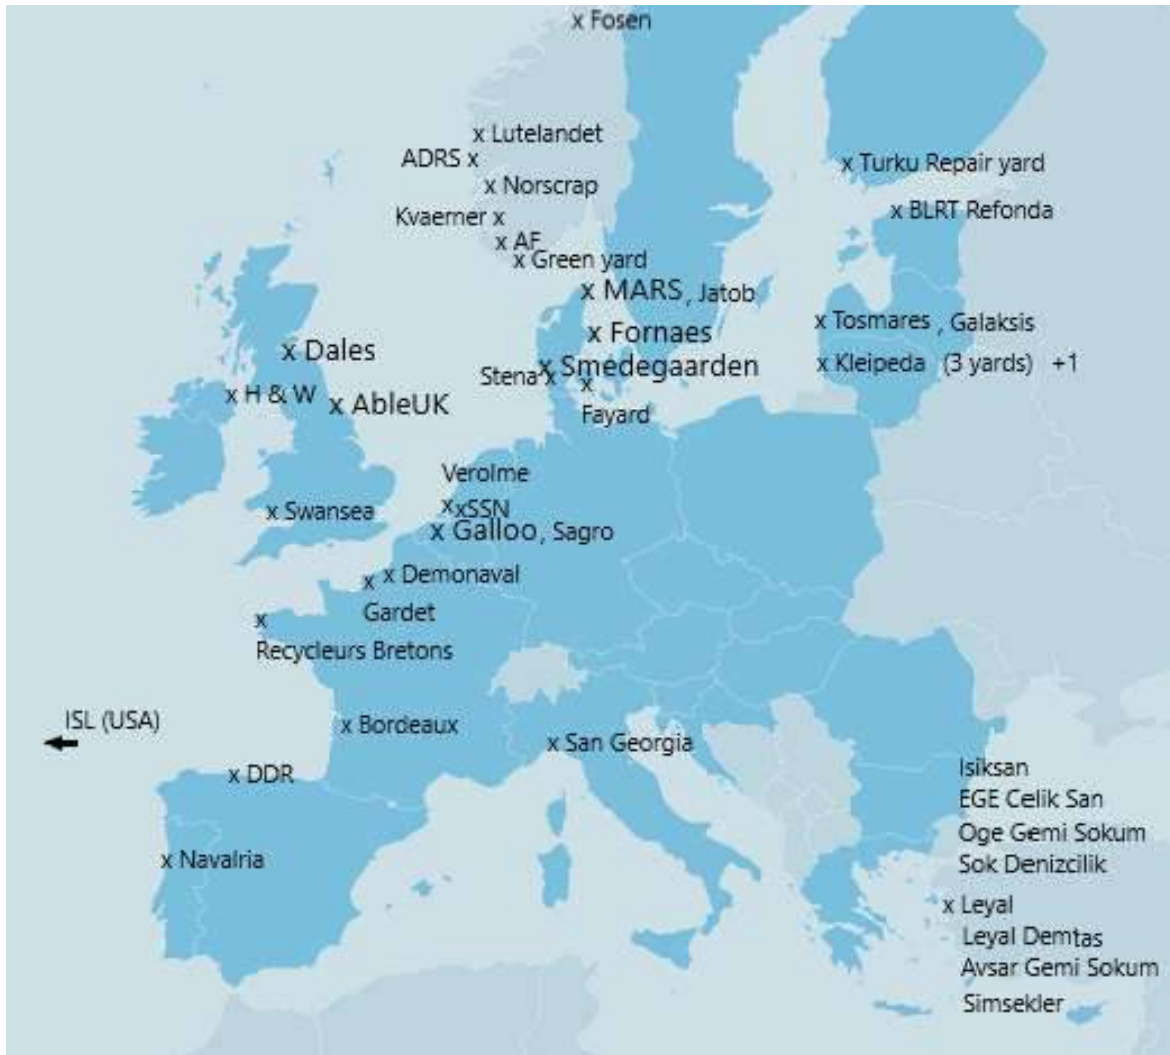 x Fosen
x Lutelandet
ADRS x
x Norscrap
Kvaerner x
x AF
x Green yard
x Turku Repair yard
x BLRT Refonda
x MARS, Jatob
x Fornaes
x Tosmares, Galaksis
x Dales
x Smedegaarden
Stena x
x Kleipeda (3 yards) +1
x H & W
x AbleUK
x
Fayard
Verolme
x xSSN
x Swansea
x Galloo, Sagro
x Demonaval
x
Gardet
x
Recycleurs Bretons
ISL (USA)
x Bordeaux
x San Georgia
x DDR
Isiksan
EGE Celik San
Oge Gemi Sokum
Sok Denizcilik
x Navalria
x Leyal
Leyal Demtas
Avsar Gemi Sokum
Simsekler